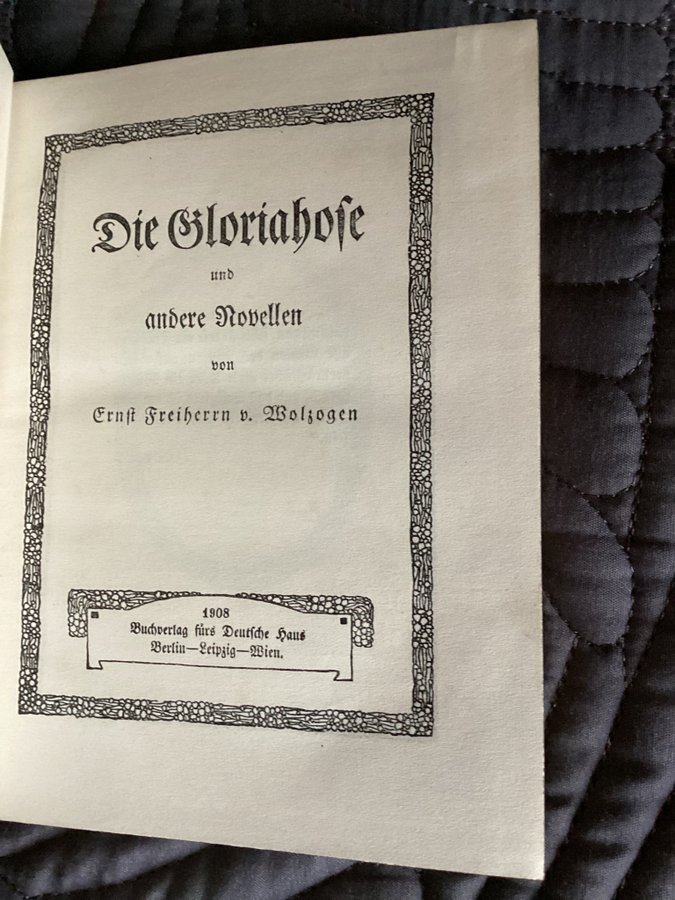 Die Gloriahose
und
andere Novellen
von
Ernst Freiherrn v. Wolzogen
1908
Buchverlag fürs Deutsche Haus
Berlin—Leipzig—Wien.